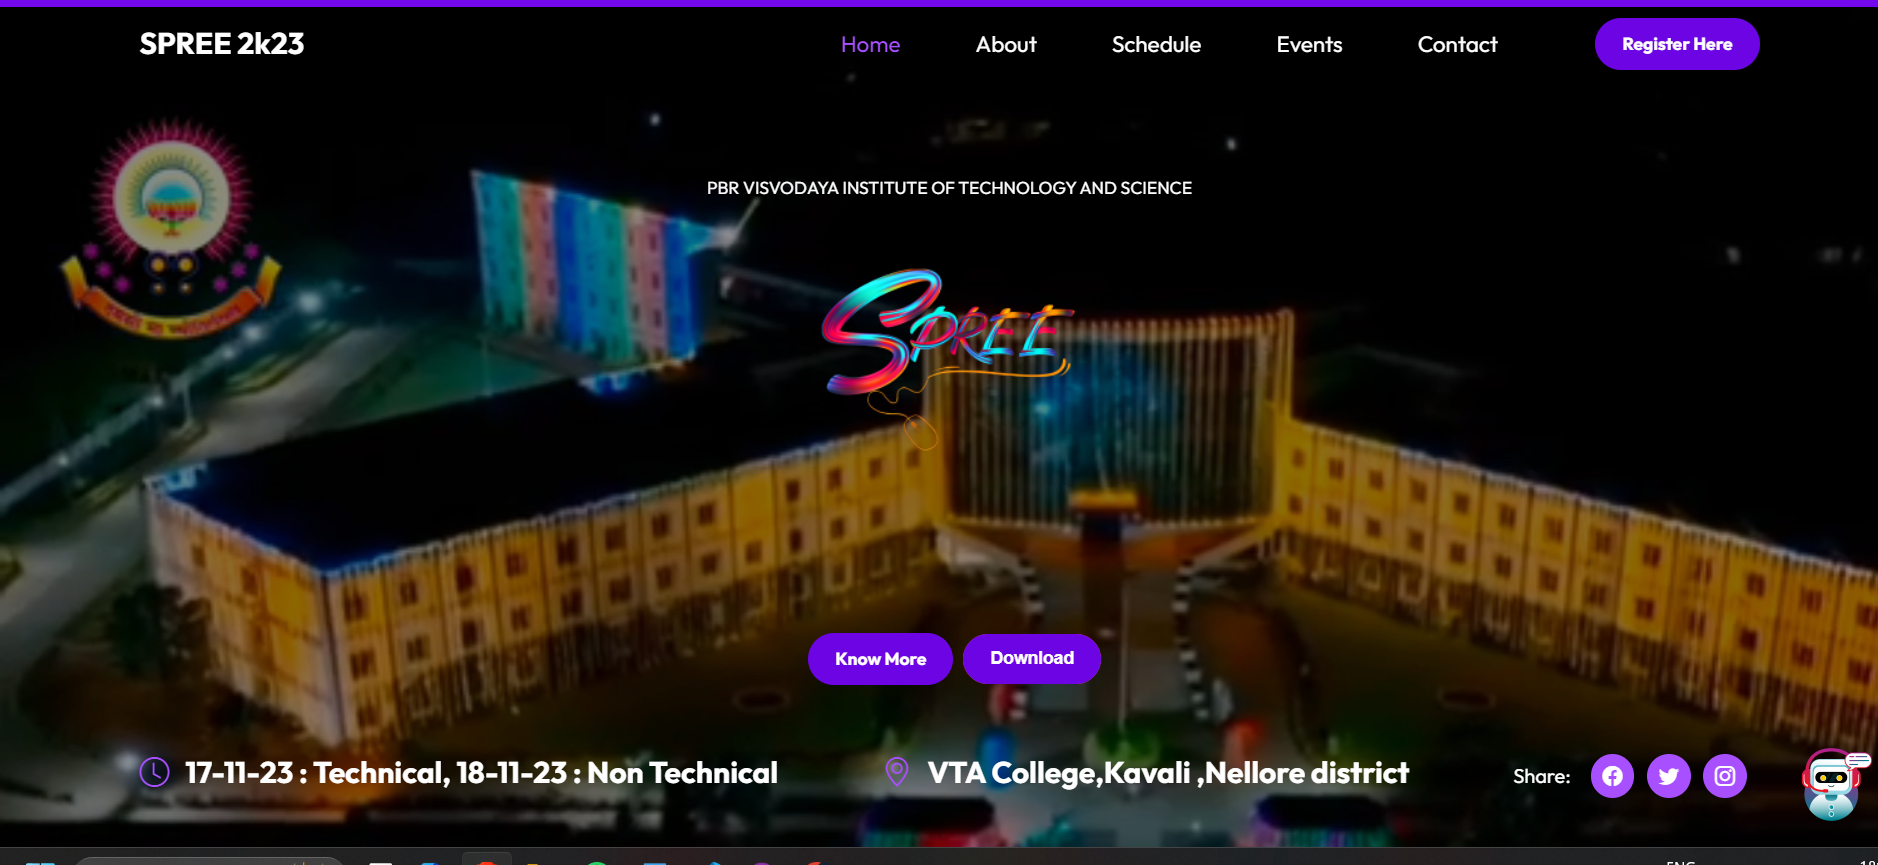 SPREE 2k23
Home
About
Schedule
Events
Contact
Register Here
PBR VISVODAYA INSTITUTE OF TECHNOLOGY AND SCIENCE
SPREE
Know More
Download
17-11-23 : Technical, 18-11-23 : Non Technical
VTA College,Kavali ,Nellore district
Share: